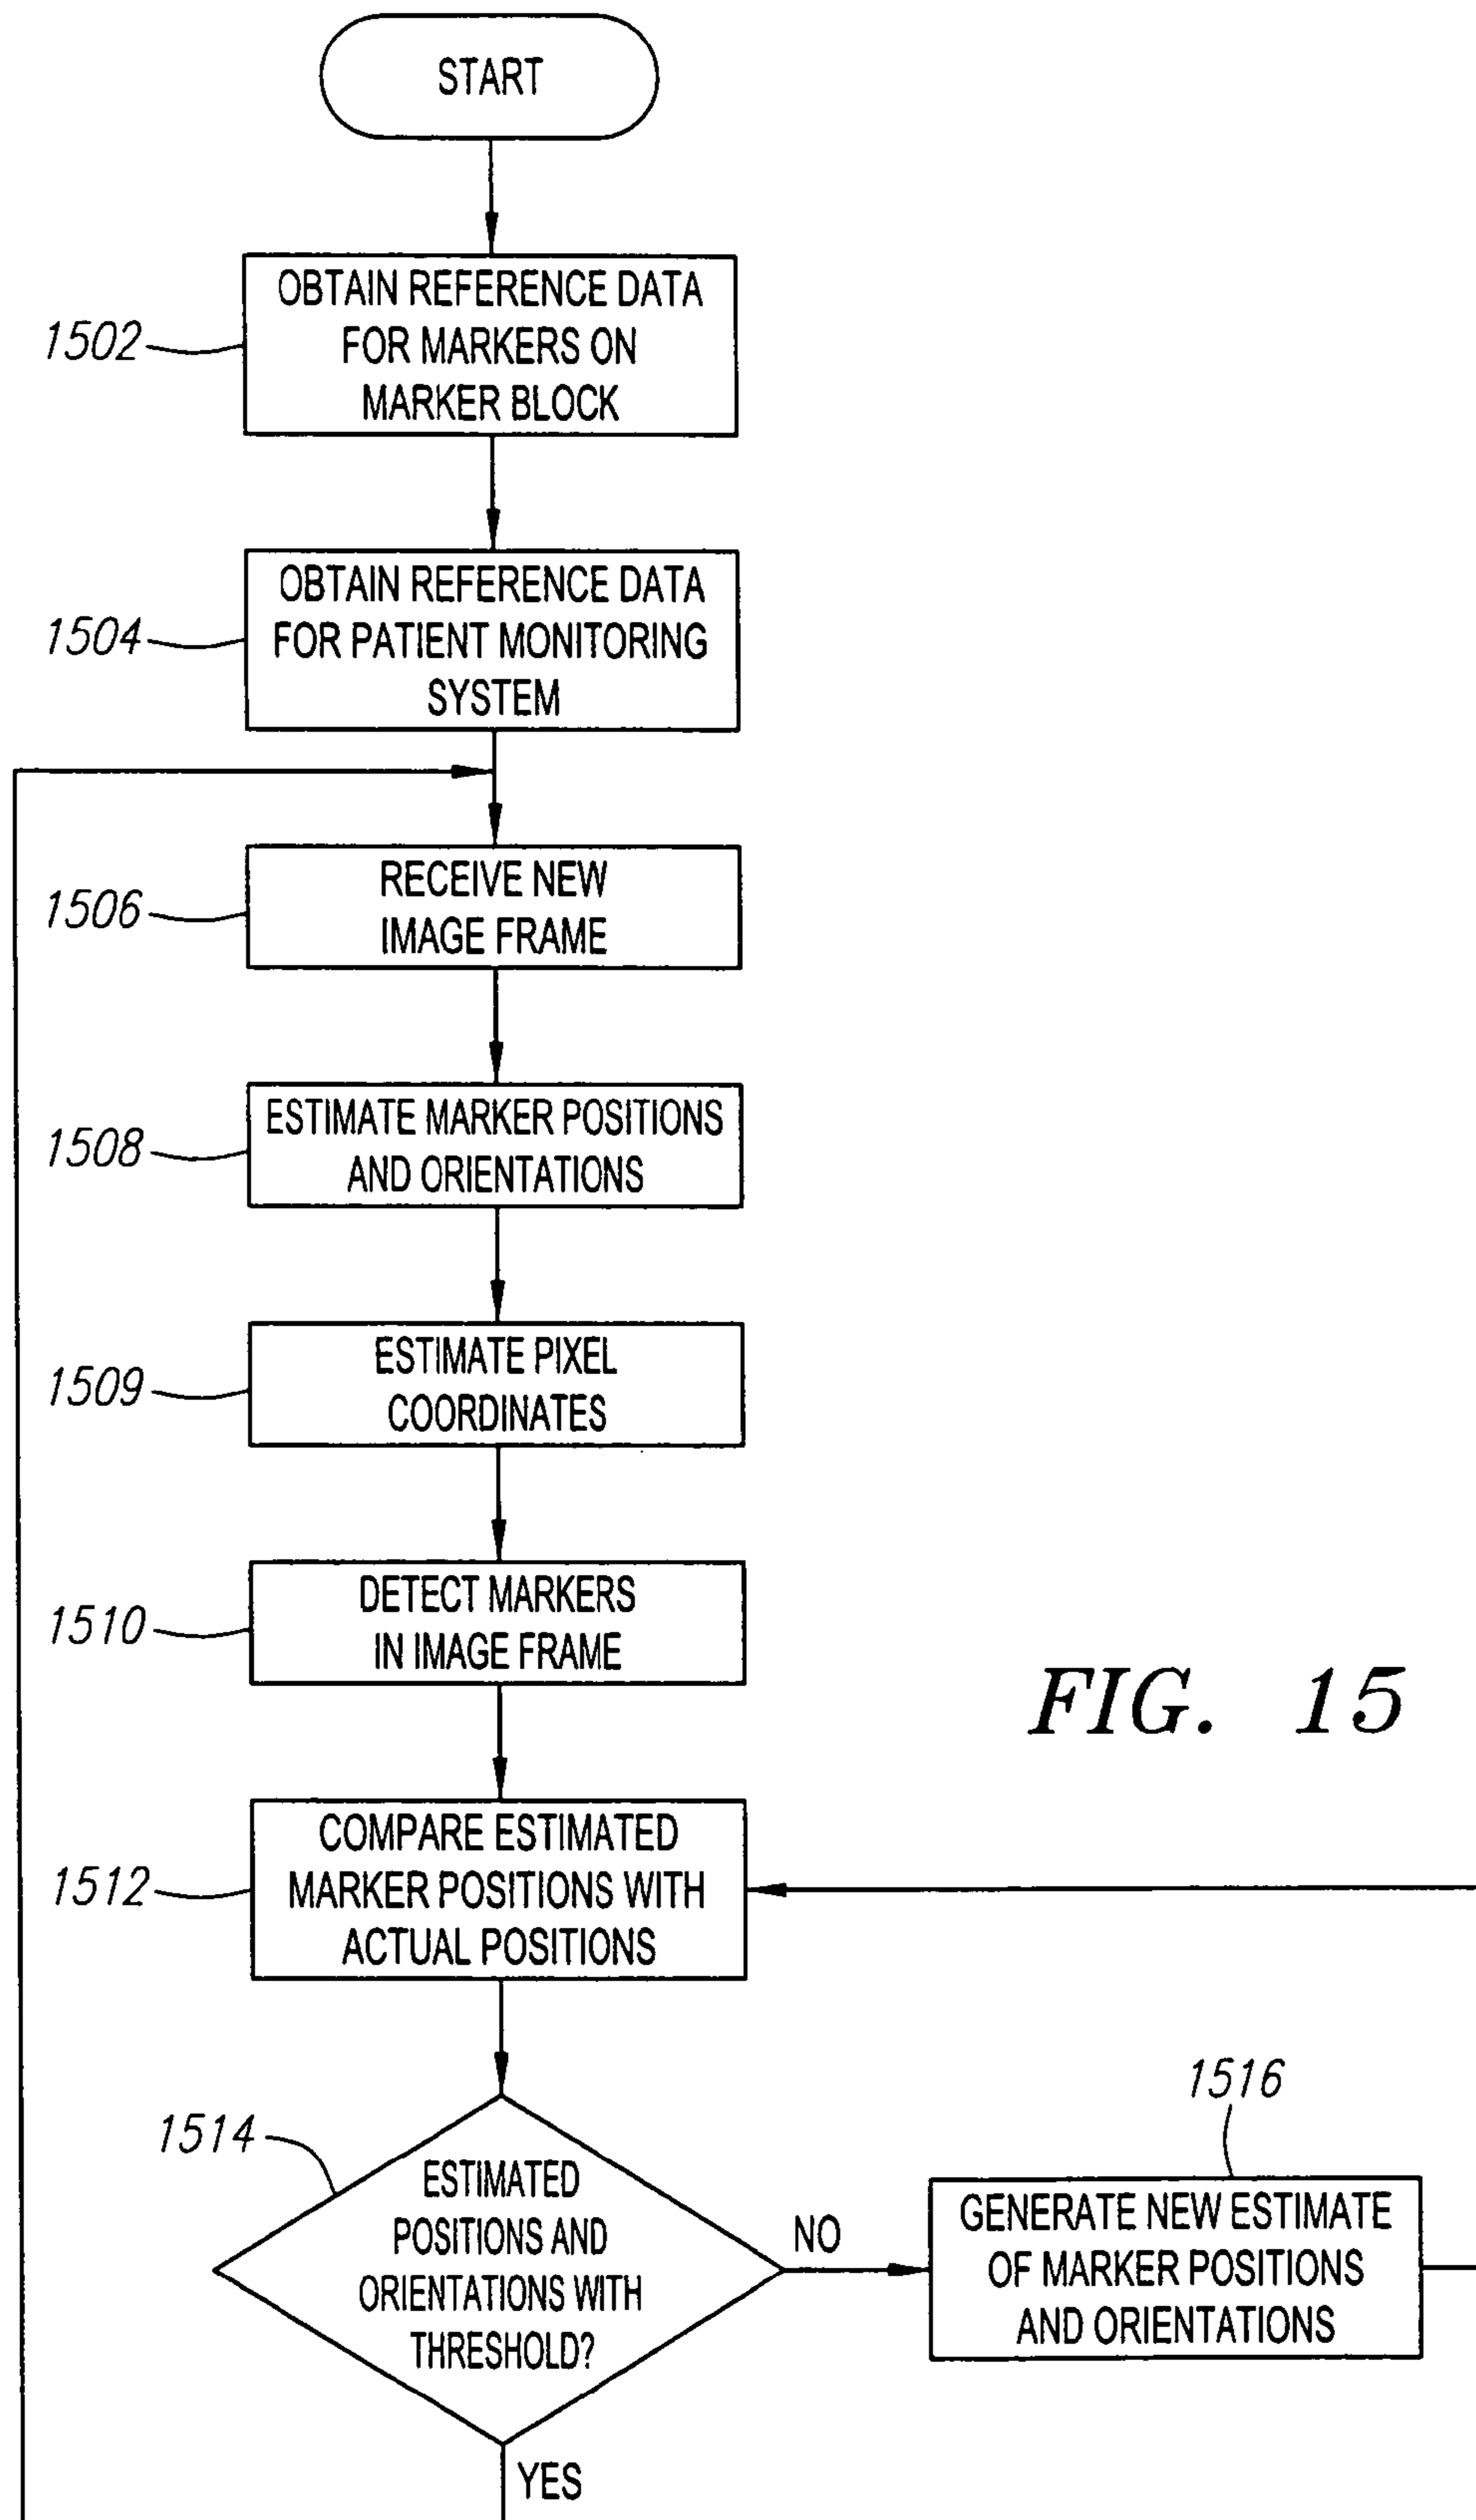 START
OBTAIN REFERENCE DATA
FOR MARKERS ON
MARKER BLOCK
1502
OBTAIN REFERENCE DATA
FOR PATIENT MONITORING
SYSTEM
1504
RECEIVE NEW
IMAGE FRAME
1506
ESTIMATE MARKER POSITIONS
AND ORIENTATIONS
1508
ESTIMATE PIXEL
COORDINATES
1509
DETECT MARKERS
IN IMAGE FRAME
1510
FIG. 15
COMPARE ESTIMATED
MARKER POSITIONS WITH
ACTUAL POSITIONS
1512
1514
ESTIMATED
POSITIONS AND
ORIENTATIONS WITH
THRESHOLD?
NO
1516
GENERATE NEW ESTIMATE
OF MARKER POSITIONS
AND ORIENTATIONS
YES